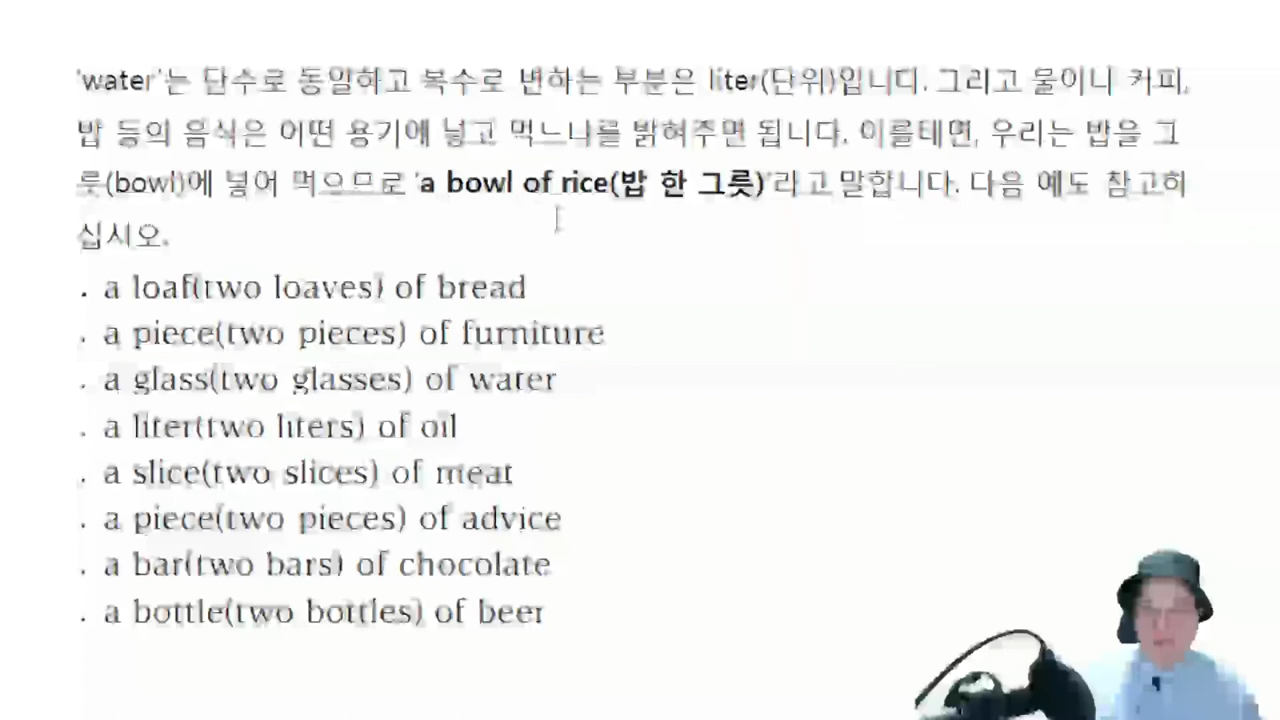 'water'는 단수로 동일하고 복수로 변하는 부분은 liter(단위)입니다. 그리고 물이나 커피,
밥 등의 음식은 어떤 용기에 넣고 먹느냐를 밝혀주면 됩니다. 이를테면, 우리는 밥을 그
릇(bowl)에 넣어 먹으므로 'a bowl of rice(밥 한 그릇)'라고 말합니다. 다음 예도 참고하
십시오.
. a loaf(two loaves) of bread
. a piece(two pieces) of furniture
. a glass(two glasses) of water
. a liter(two liters) of oil
. a slice(two slices) of meat
. a piece(two pieces) of advice
. a bar(two bars) of chocolate
. a bottle(two bottles) of beer